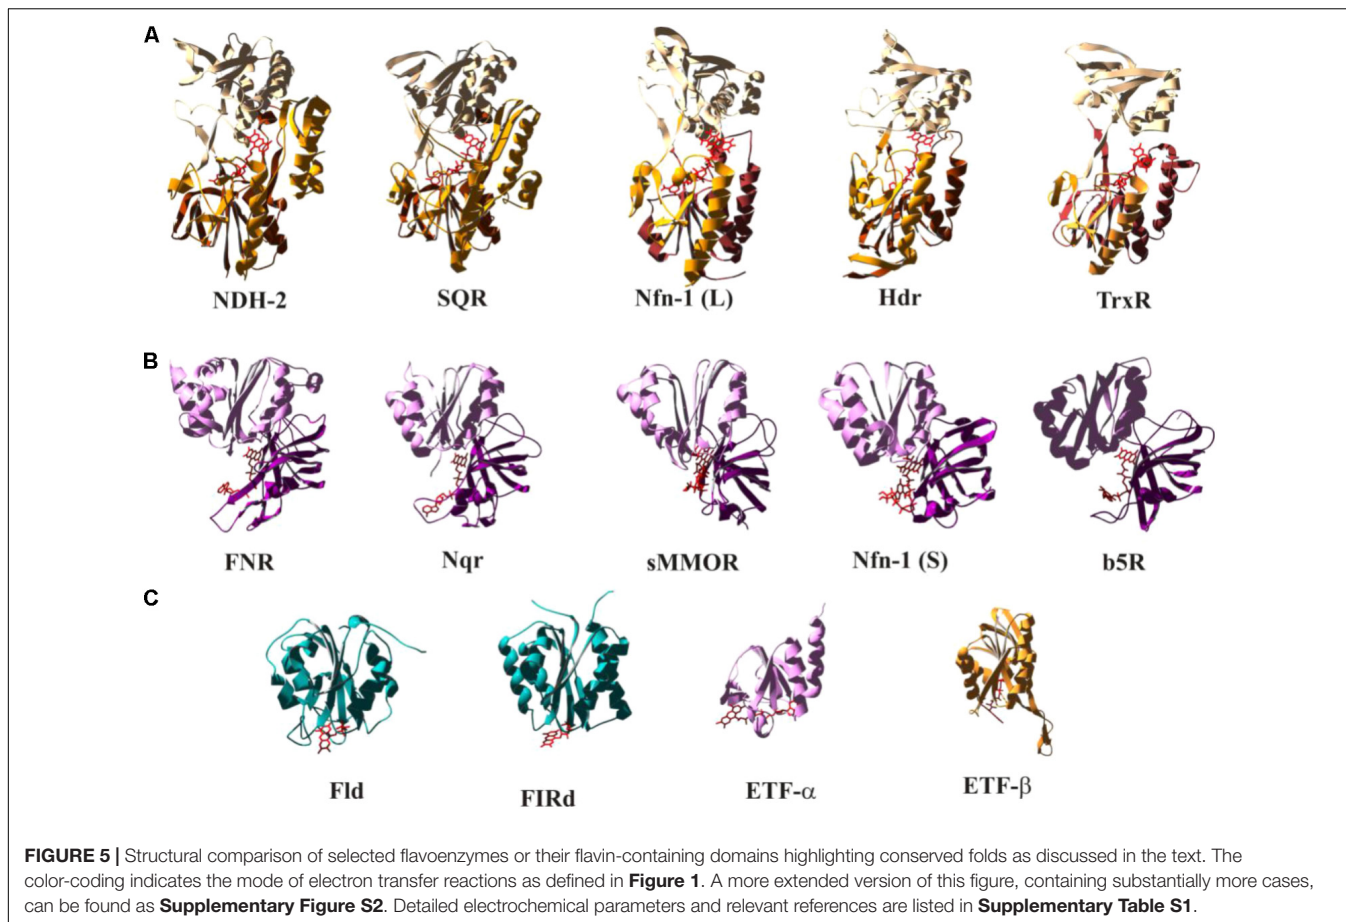 A
NDH-2 SQR Nfn-1 (L) Hdr TrxR
B
FNR Nqr sMMOR Nfn-1 (S) b5R
C
Fld FIRd ETF-α ETF-β
FIGURE 5 | Structural comparison of selected flavoenzymes or their flavin-containing domains highlighting conserved folds as discussed in the text. The
color-coding indicates the mode of electron transfer reactions as defined in Figure 1. A more extended version of this figure, containing substantially more cases,
can be found as Supplementary Figure S2. Detailed electrochemical parameters and relevant references are listed in Supplementary Table S1.